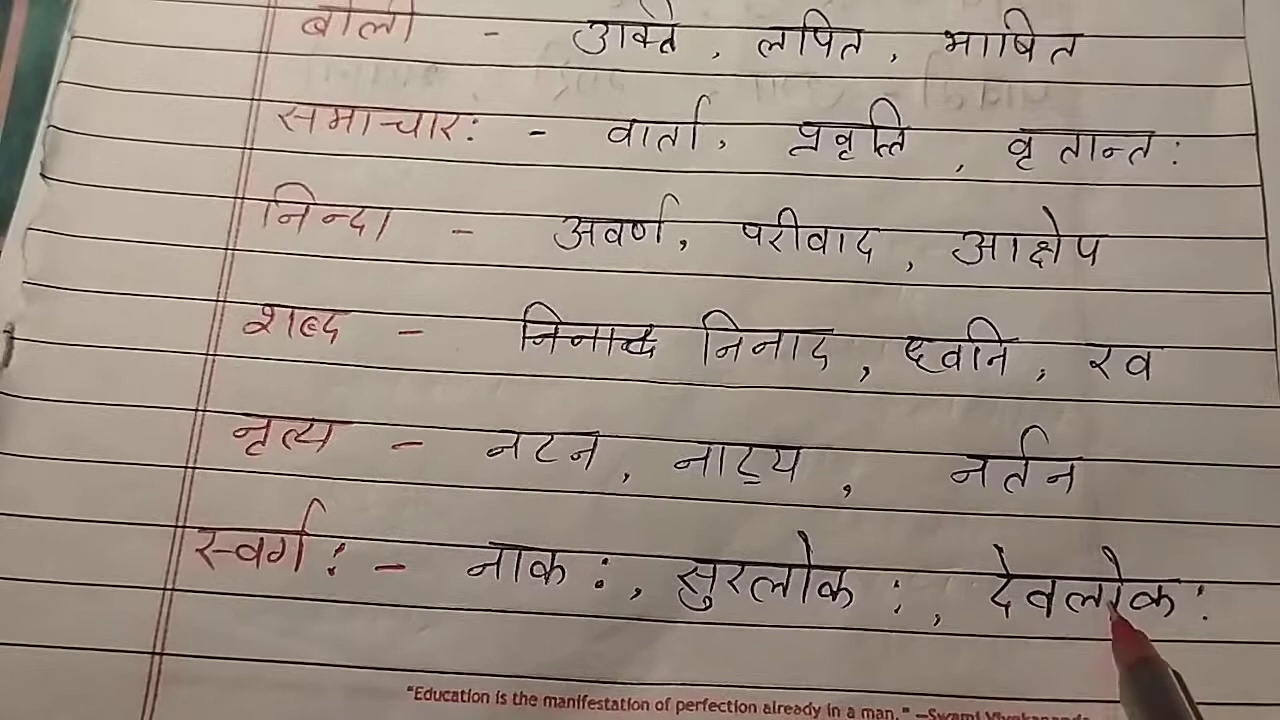 बोली - उक्ति, लपित, भाषित
समाचारः - वार्ता, प्रवृत्ति, वृतान्तः
निन्दा - अवर्ण, परीवाद, आक्षेप
शब्द - निनाद, ध्वनि, रव
नृत्य - नटन, नाट्य, नर्तन
स्वर्गः - नाकः, सुरलोकः, देवलोकः
"Education is the manifestation of perfection already in a man." —Swami